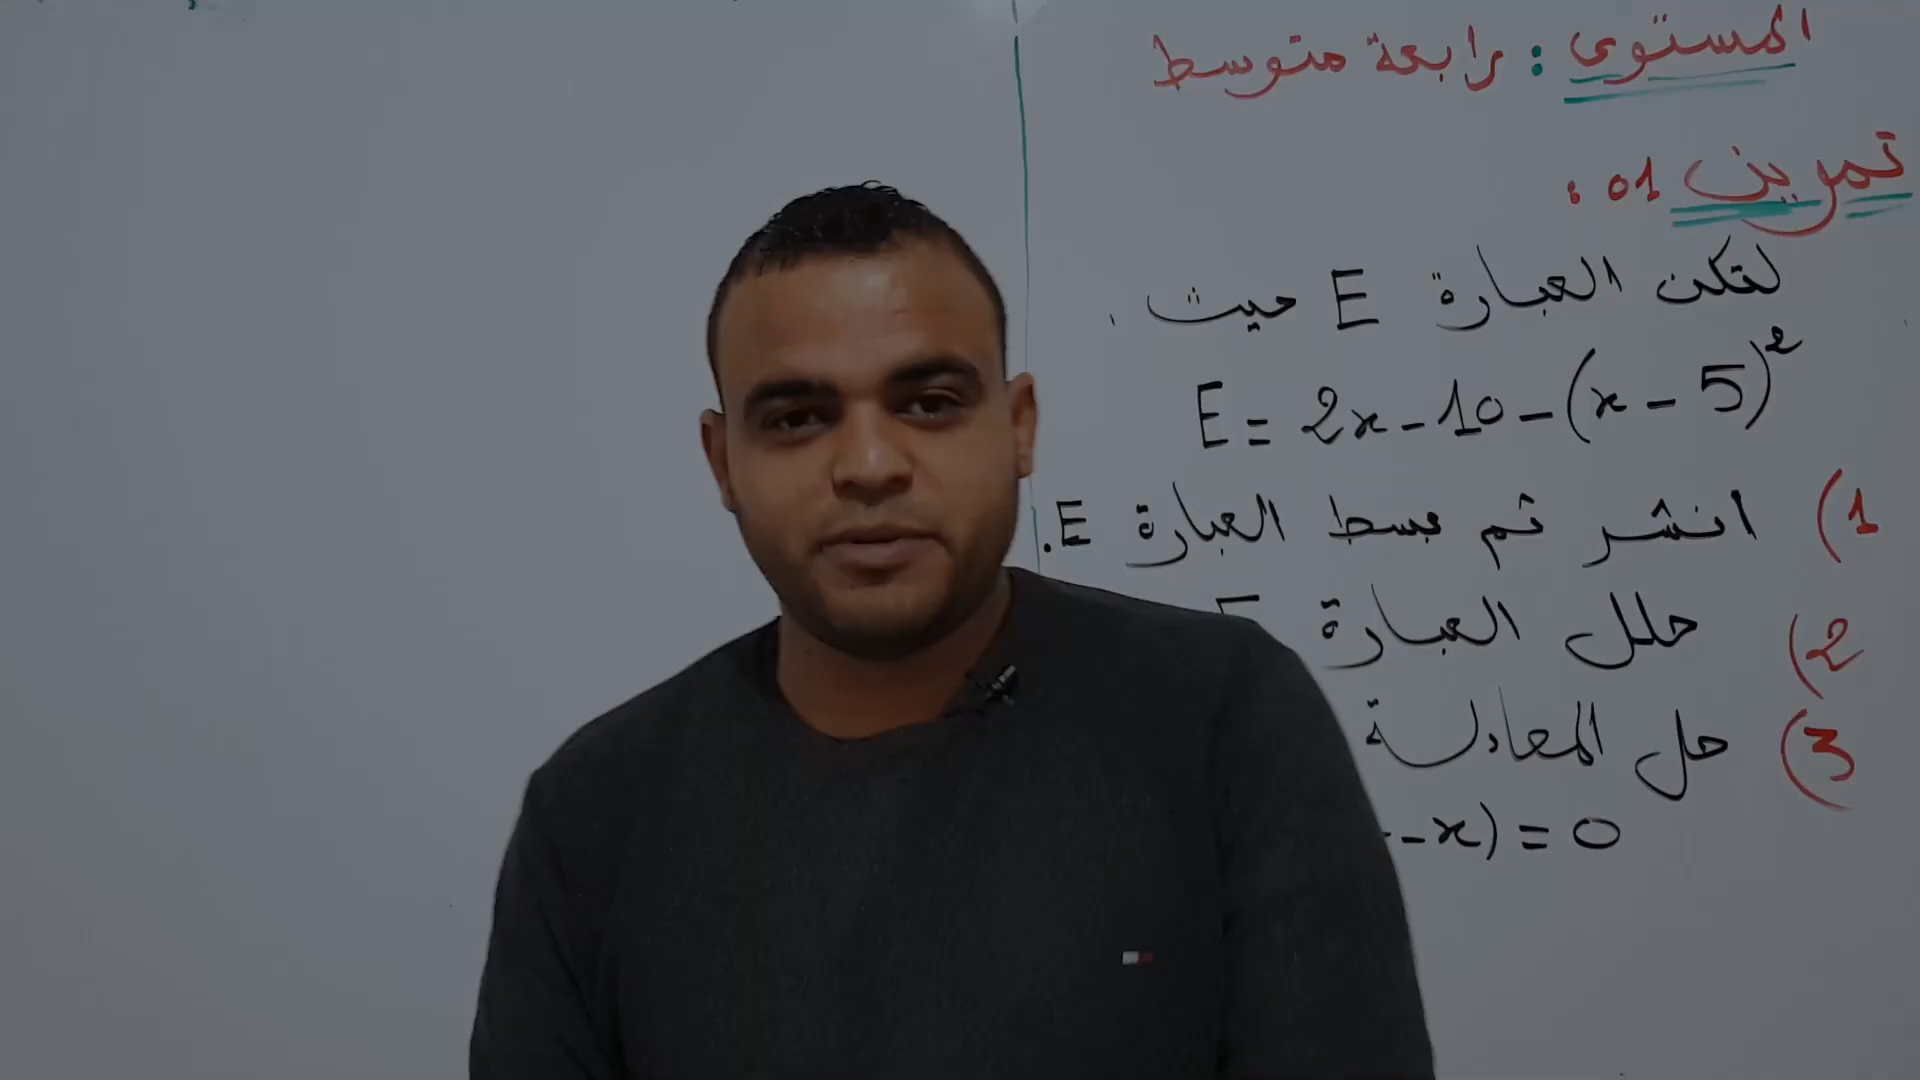 المستوى : رابعة متوسط
تمرين 01 :
لتكن العبارة E حيث
E = 2x - 10 - (x - 5)²
1) انشر ثم بسط العبارة E.
2) حلل العبارة
3) حل المعادلة
- x) = 0